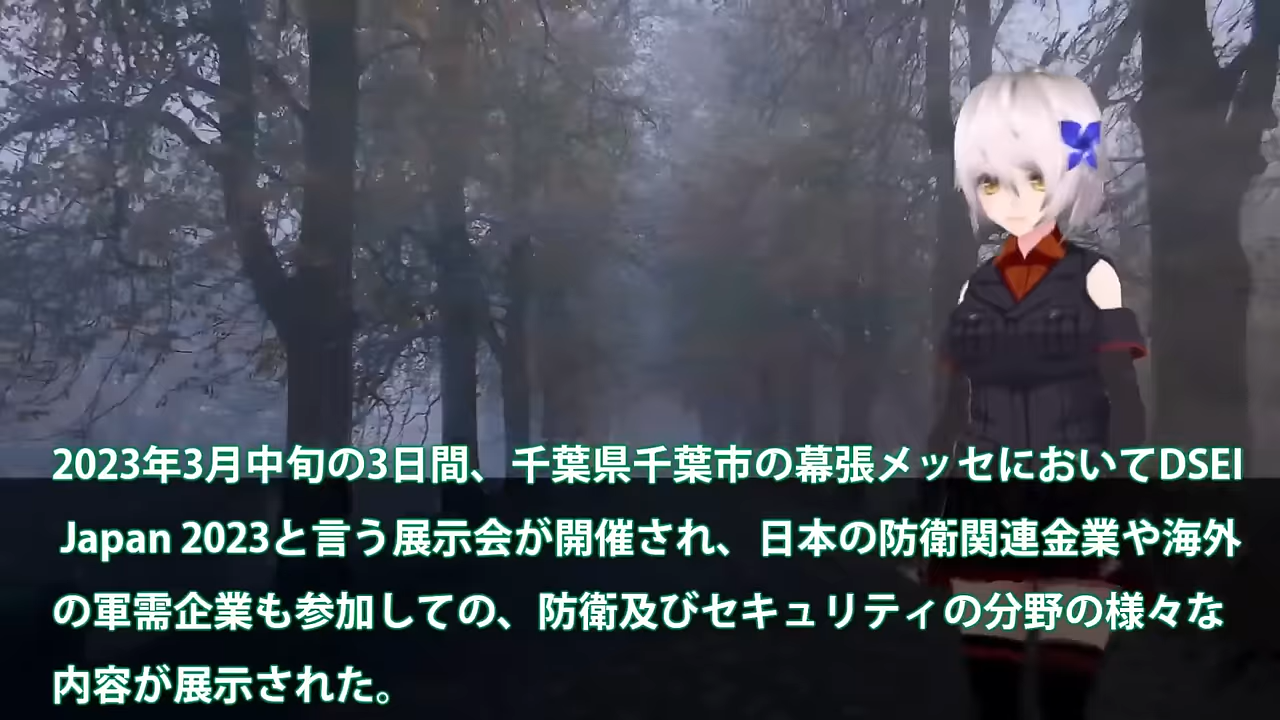 2023年3月中旬の3日間、千葉県千葉市の幕張メッセにおいてDSEI
Japan 2023と言う展示会が開催され、日本の防衛関連金業や海外
の軍需企業も参加しての、防衛及びセキュリティの分野の様々な
内容が展示された。